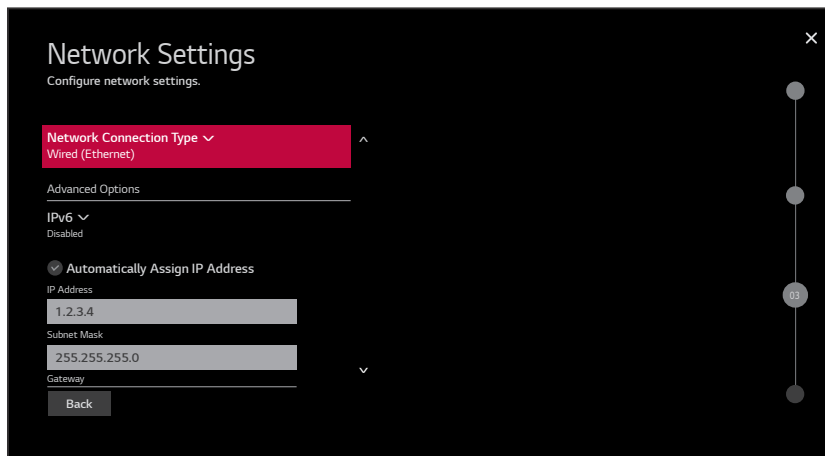 Network Settings
Configure network settings.
Network Connection Type
Wired (Ethernet)
Advanced Options
IPv6
Disabled
Automatically Assign IP Address
IP Address
1.2.3.4
Subnet Mask
255.255.255.0
Gateway
Back
03